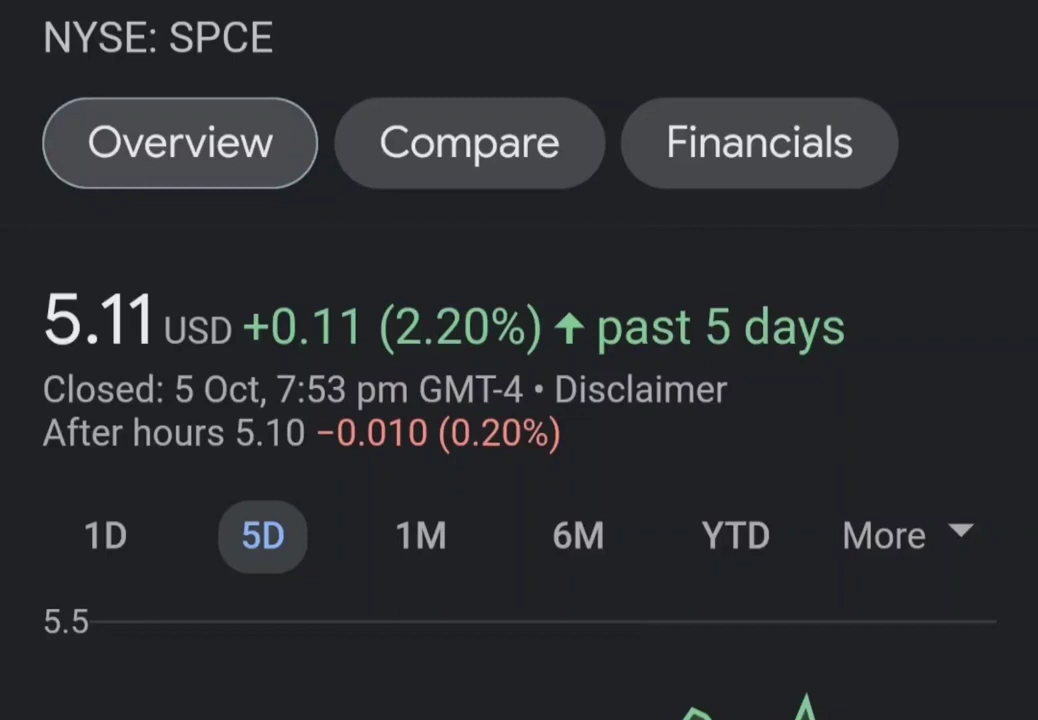 NYSE: SPCE
Overview Compare Financials
5.11 USD +0.11 (2.20%) ↑ past 5 days
Closed: 5 Oct, 7:53 pm GMT-4 • Disclaimer
After hours 5.10 −0.010 (0.20%)
1D 5D 1M 6M YTD More
5.5